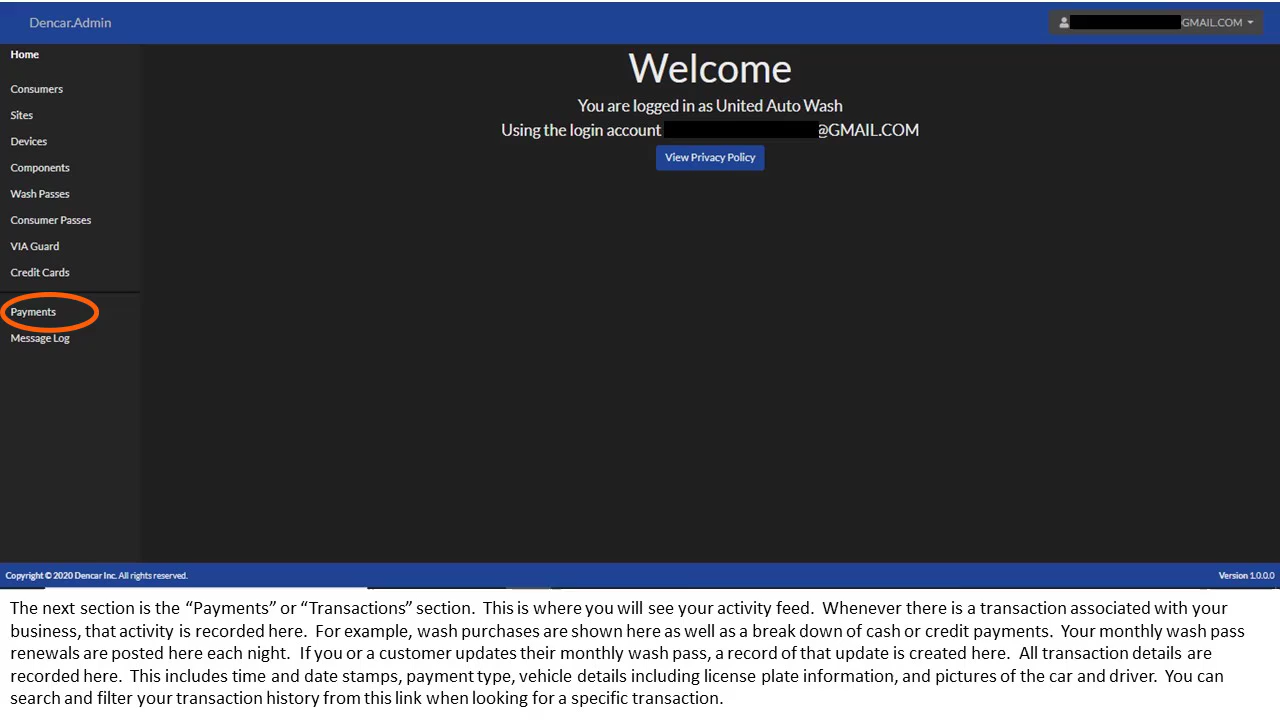 Dencar.Admin
GMAIL.COM
Home
Consumers
Sites
Devices
Components
Wash Passes
Consumer Passes
VIA Guard
Credit Cards
Payments
Message Log
Welcome
You are logged in as United Auto Wash
Using the login account @GMAIL.COM
View Privacy Policy
Copyright © 2020 Dencar Inc. All rights reserved.
Version 1.0.0.0
The next section is the “Payments” or “Transactions” section.  This is where you will see your activity feed.  Whenever there is a transaction associated with your
business, that activity is recorded here.  For example, wash purchases are shown here as well as a break down of cash or credit payments.  Your monthly wash pass
renewals are posted here each night.  If you or a customer updates their monthly wash pass, a record of that update is created here.  All transaction details are
recorded here.  This includes time and date stamps, payment type, vehicle details including license plate information, and pictures of the car and driver.  You can
search and filter your transaction history from this link when looking for a specific transaction.